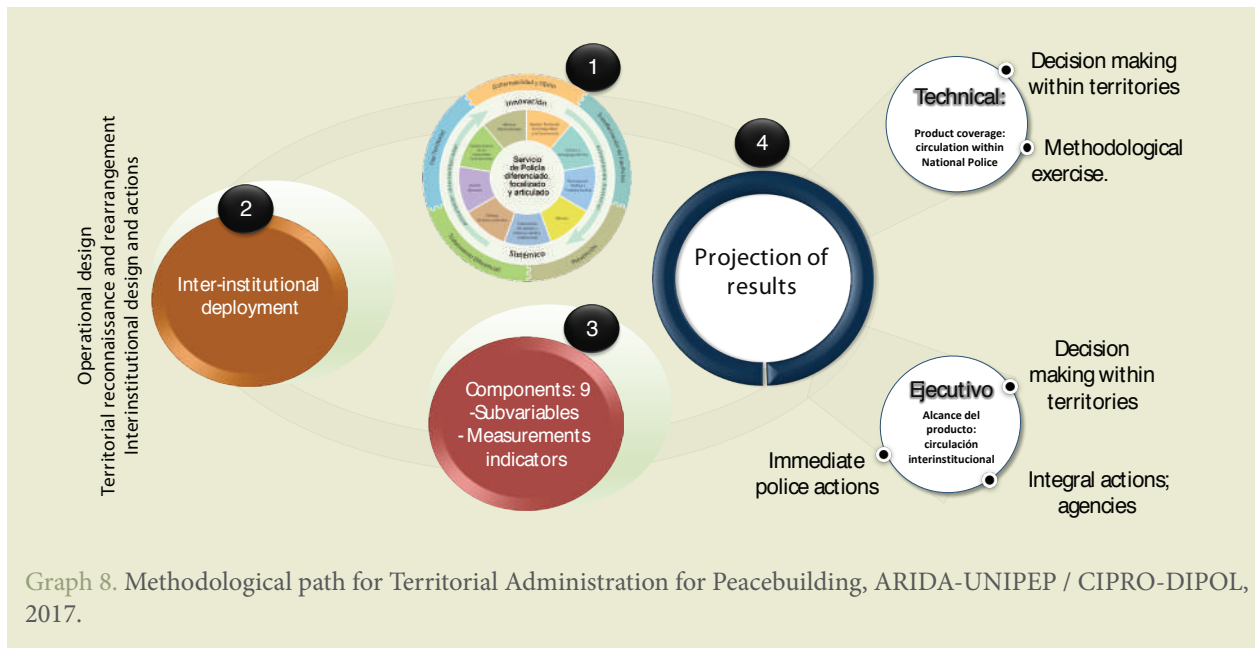 1
Innovación
Servicio
de Policía
diferenciado,
focalizado
y articulado
Sistémico
2
Inter-institutional
deployment
Operational design
Territorial reconnaissance and rearrangement
Interinstitutional design and actions
3
Components: 9
-Subvariables
- Measurements
indicators
4
Projection of
results
Technical:
Product coverage:
circulation within
National Police
Decision making
within territories
Methodological
exercise.
Ejecutivo
Alcance del
producto:
circulación
interinstitucional
Decision
making within
territories
Immediate
police actions
Integral actions;
agencies
Graph 8. Methodological path for Territorial Administration for Peacebuilding, ARIDA-UNIPEP / CIPRO-DIPOL,
2017.